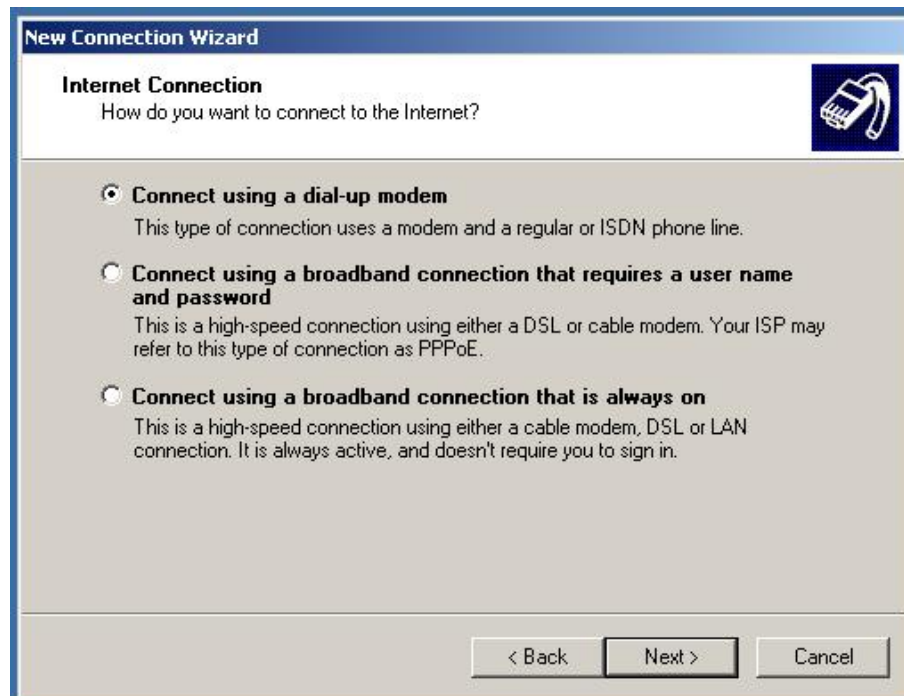 New Connection Wizard
Internet Connection
How do you want to connect to the Internet?
Connect using a dial-up modem
This type of connection uses a modem and a regular or ISDN phone line.
Connect using a broadband connection that requires a user name
and password
This is a high-speed connection using either a DSL or cable modem. Your ISP may
refer to this type of connection as PPPoE.
Connect using a broadband connection that is always on
This is a high-speed connection using either a cable modem, DSL or LAN
connection. It is always active, and doesn't require you to sign in.
< Back Next > Cancel